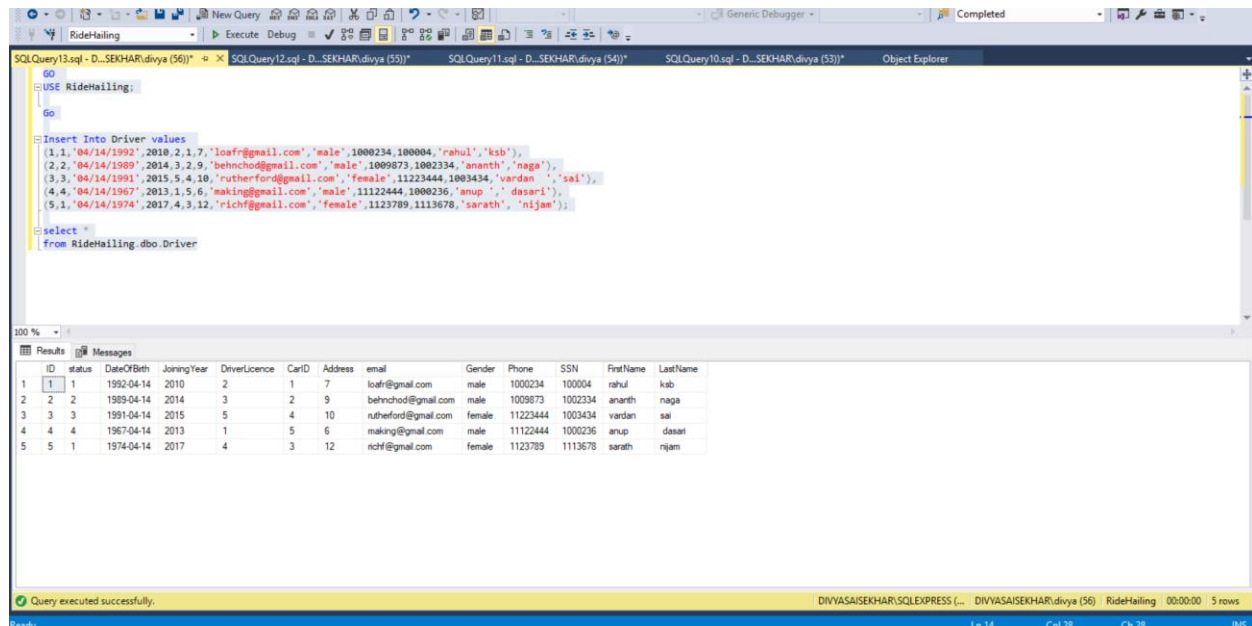 New Query Generic Debugger Completed
RideHailing Execute Debug
SQLQuery13.sql - D...SEKHAR\divya (56))* SQLQuery12.sql - D...SEKHAR\divya (55))* SQLQuery11.sql - D...SEKHAR\divya (54))* SQLQuery10.sql - D...SEKHAR\divya (53))* Object Explorer
GO
USE RideHailing;
Go
Insert Into Driver values
(1,1,'04/14/1992',2010,2,1,7,'loafr@gmail.com','male',1000234,100004,'rahul','ksb'),
(2,2,'04/14/1989',2014,3,2,9,'behnchod@gmail.com','male',1009873,1002334,'ananth','naga'),
(3,3,'04/14/1991',2015,5,4,10,'rutherford@gmail.com','female',11223444,1003434,'vardan  ','sai'),
(4,4,'04/14/1967',2013,1,5,6,'making@gmail.com','male',11122444,1000236,'anup ',' dasari'),
(5,1,'04/14/1974',2017,4,3,12,'richf@gmail.com','female',1123789,1113678,'sarath', 'nijam');
select *
from RideHailing.dbo.Driver
100 %
Results Messages
ID status DateOfBirth JoiningYear DriverLicence CarID Address email Gender Phone SSN FirstName LastName
1 1 1 1992-04-14 2010 2 1 7 loafr@gmail.com male 1000234 100004 rahul ksb
2 2 2 1989-04-14 2014 3 2 9 behnchod@gmail.com male 1009873 1002334 ananth naga
3 3 3 1991-04-14 2015 5 4 10 rutherford@gmail.com female 11223444 1003434 vardan sai
4 4 4 1967-04-14 2013 1 5 6 making@gmail.com male 11122444 1000236 anup dasari
5 5 1 1974-04-14 2017 4 3 12 richf@gmail.com female 1123789 1113678 sarath nijam
Query executed successfully. DIVYASAISEKHAR\SQLEXPRESS (... DIVYASAISEKHAR\divya (56) RideHailing 00:00:00 5 rows
Ready Ln 14 Col 28 Ch 28 INS